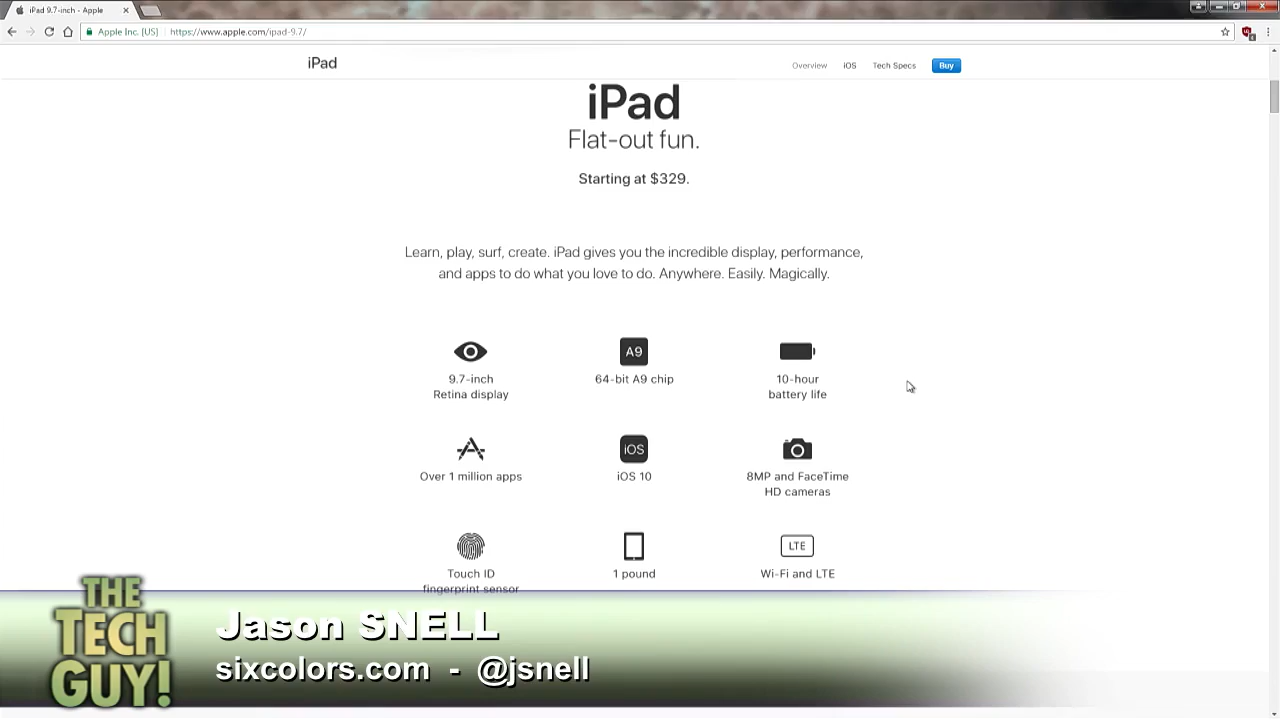 iPad 9.7-inch - Apple
Apple Inc. [US] https://www.apple.com/ipad-9.7/
iPad Overview iOS Tech Specs Buy
iPad
Flat-out fun.
Starting at $329.
Learn, play, surf, create. iPad gives you the incredible display, performance,
and apps to do what you love to do. Anywhere. Easily. Magically.
A9
9.7-inch
Retina display
64-bit A9 chip
10-hour
battery life
iOS
Over 1 million apps
iOS 10
8MP and FaceTime
HD cameras
LTE
Touch ID
fingerprint sensor
1 pound
Wi-Fi and LTE
THE
TECH
GUY!
Jason SNELL
sixcolors.com - @jsnell